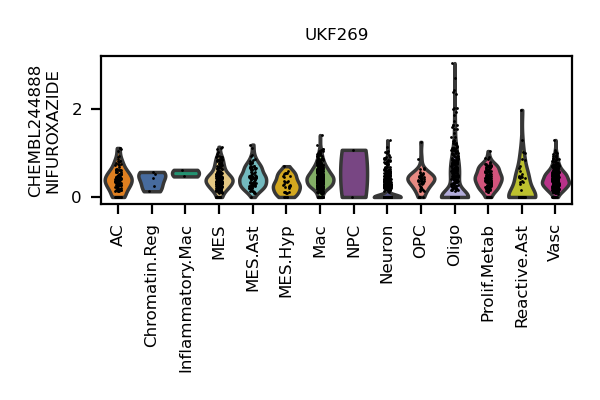 UKF269
CHEMBL244888
NIFUROXAZIDE
2
0
AC
Chromatin.Reg
Inflammatory.Mac
MES
MES.Ast
MES.Hyp
Mac
NPC
Neuron
OPC
Oligo
Prolif.Metab
Reactive.Ast
Vasc